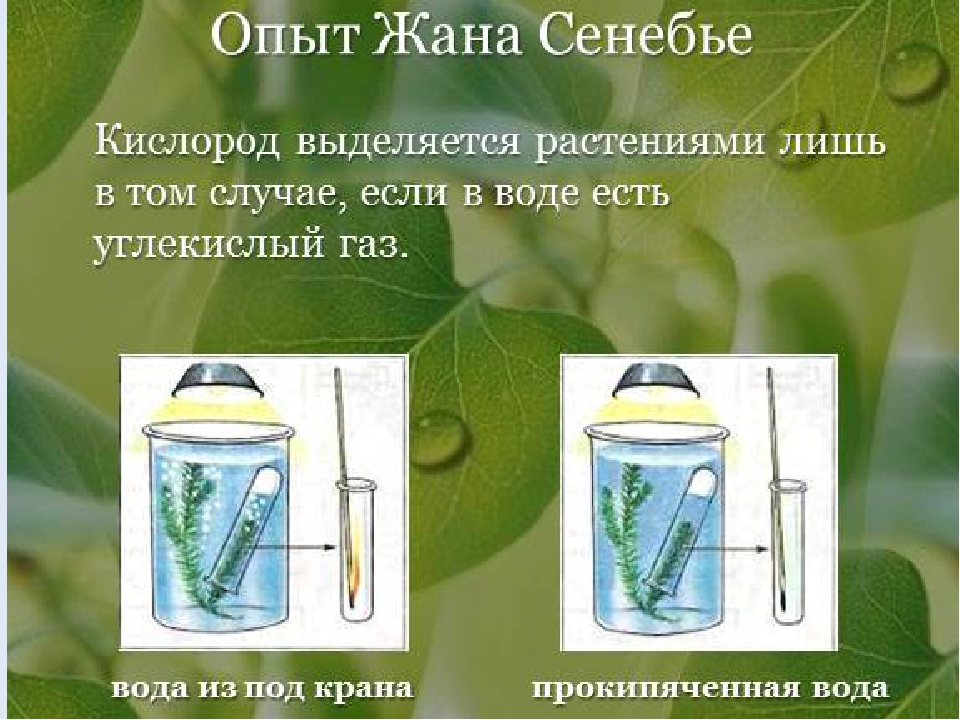 Опыт Жана Сенебье
Кислород выделяется растениями лишь
в том случае, если в воде есть
углекислый газ.
вода из под крана
прокипяченная вода